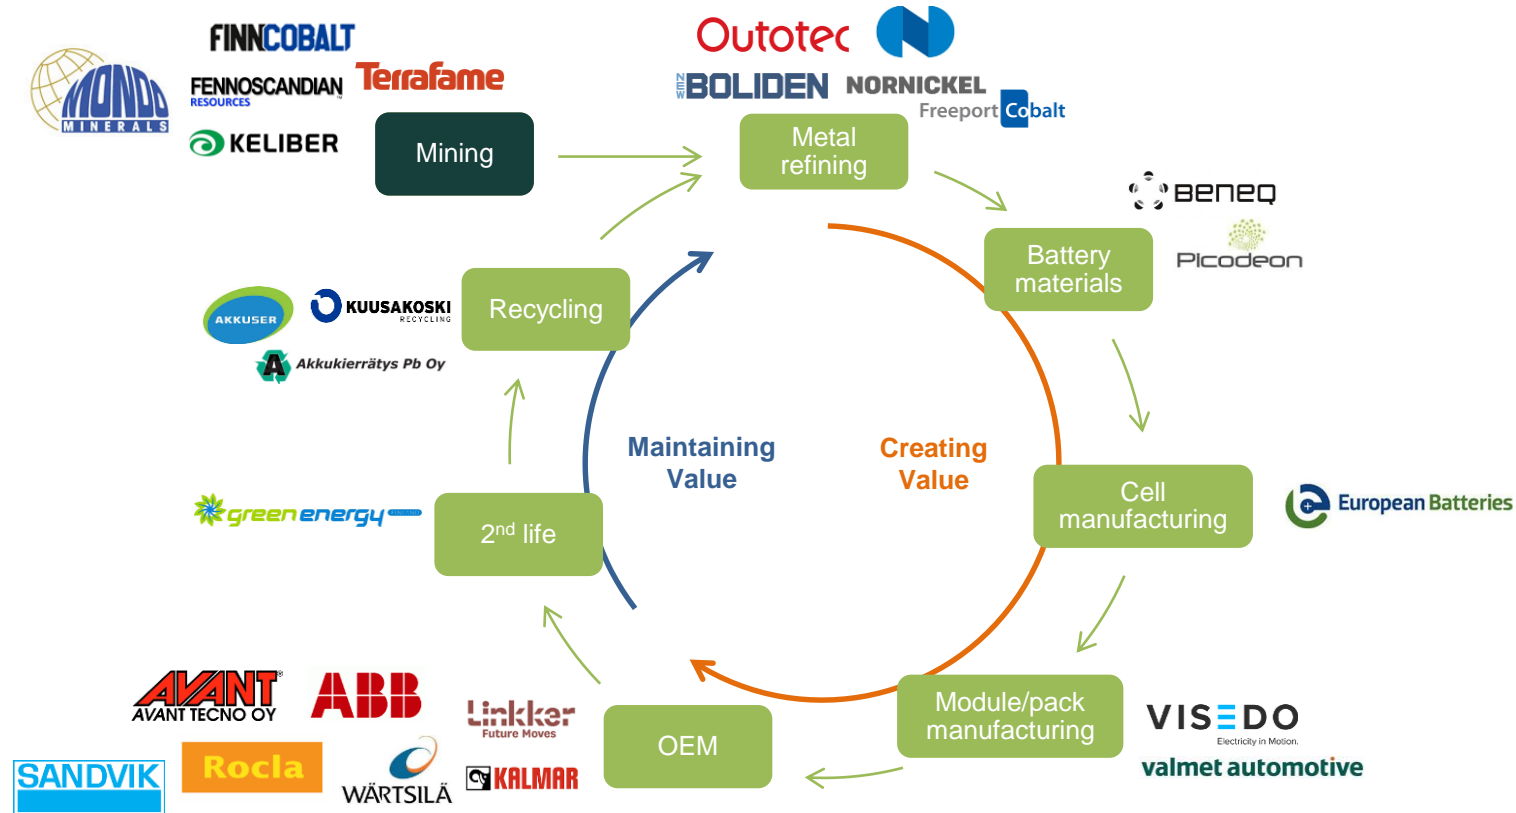 FINNCOBALT
MONDO
MINERALS
FENNOSCANDIAN
RESOURCES
Terrafame
KELIBER
Mining
Outotec
NEW BOLIDEN
NORNICKEL
Freeport Cobalt
Metal
refining
BENEQ
Picodeon
Battery
materials
AKKUSER
KUUSAKOSKI
RECYCLING
Akkukierrätys Pb Oy
Recycling
Maintaining
Value
Creating
Value
Cell
manufacturing
European Batteries
green energy
2nd life
AVANT®
AVANT TECNO OY
ABB
Linkker
Future Moves
SANDVIK
Rocla
WÄRTSILÄ
KALMAR
OEM
Module/pack
manufacturing
VISEDO
Electricity in Motion.
valmet automotive